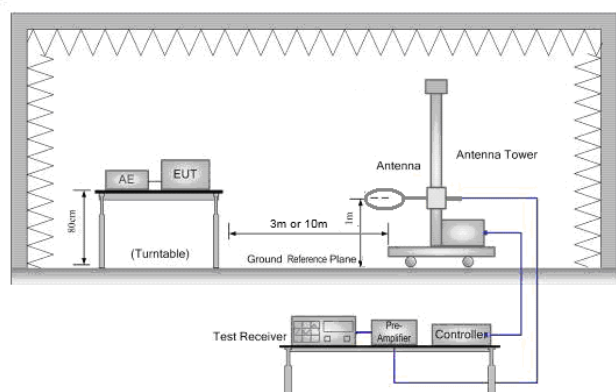 AE
EUT
Antenna
Antenna Tower
80cm
1m
3m or 10m
(Turntable)
Ground Reference Plane
Test Receiver
Pre-
Amplifier
Controller